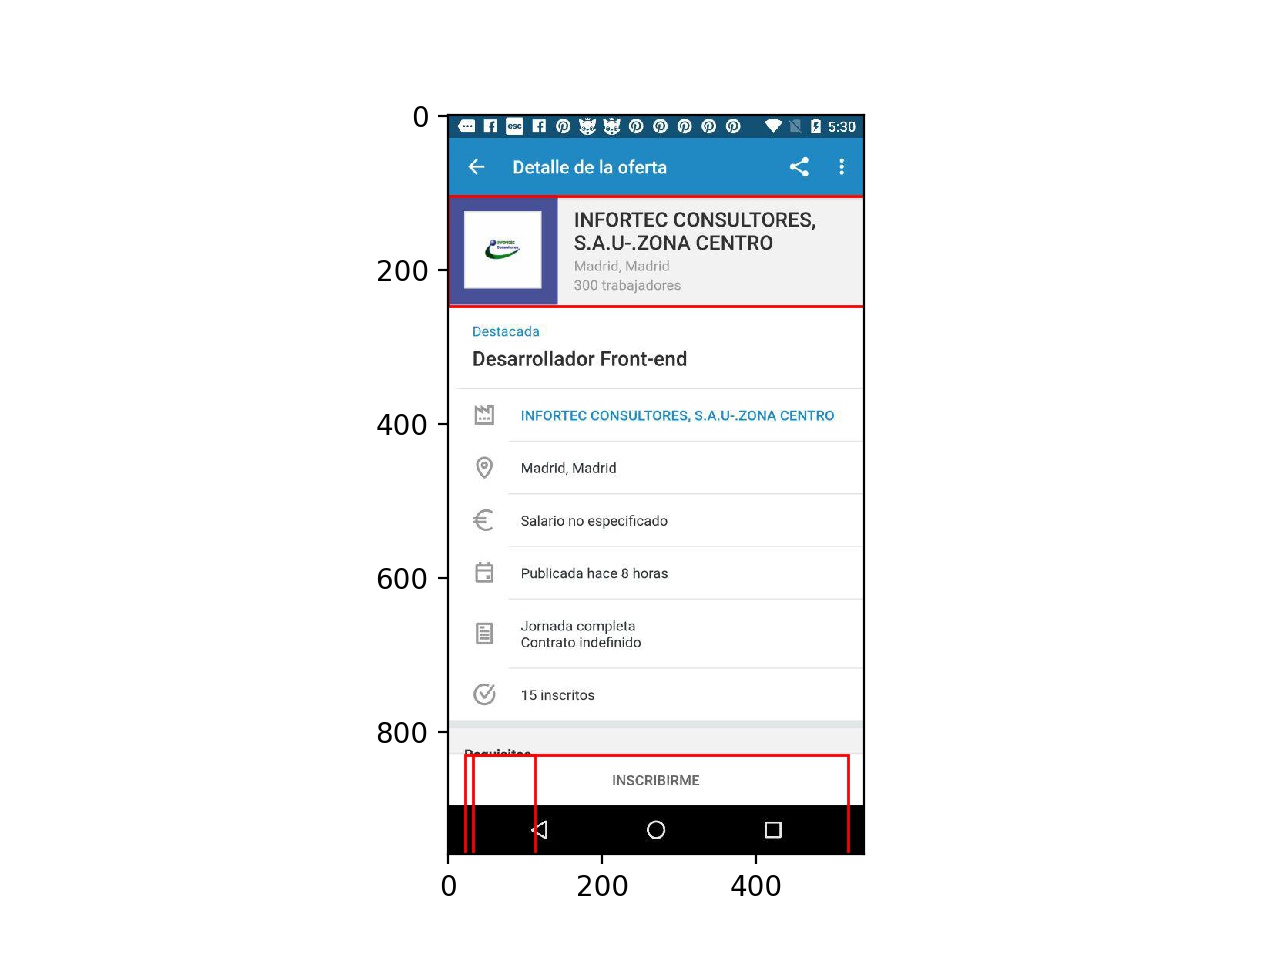 0
200
400
600
800
0
200
400
esc
5:30
Detalle de la oferta
INFORTEC CONSULTORES,
S.A.U-.ZONA CENTRO
Madrid, Madrid
300 trabajadores
Destacada
Desarrollador Front-end
INFORTEC CONSULTORES, S.A.U-.ZONA CENTRO
Madrid, Madrid
Salario no especificado
Publicada hace 8 horas
Jornada completa
Contrato indefinido
15 inscritos
Requisitos
INSCRIBIRME